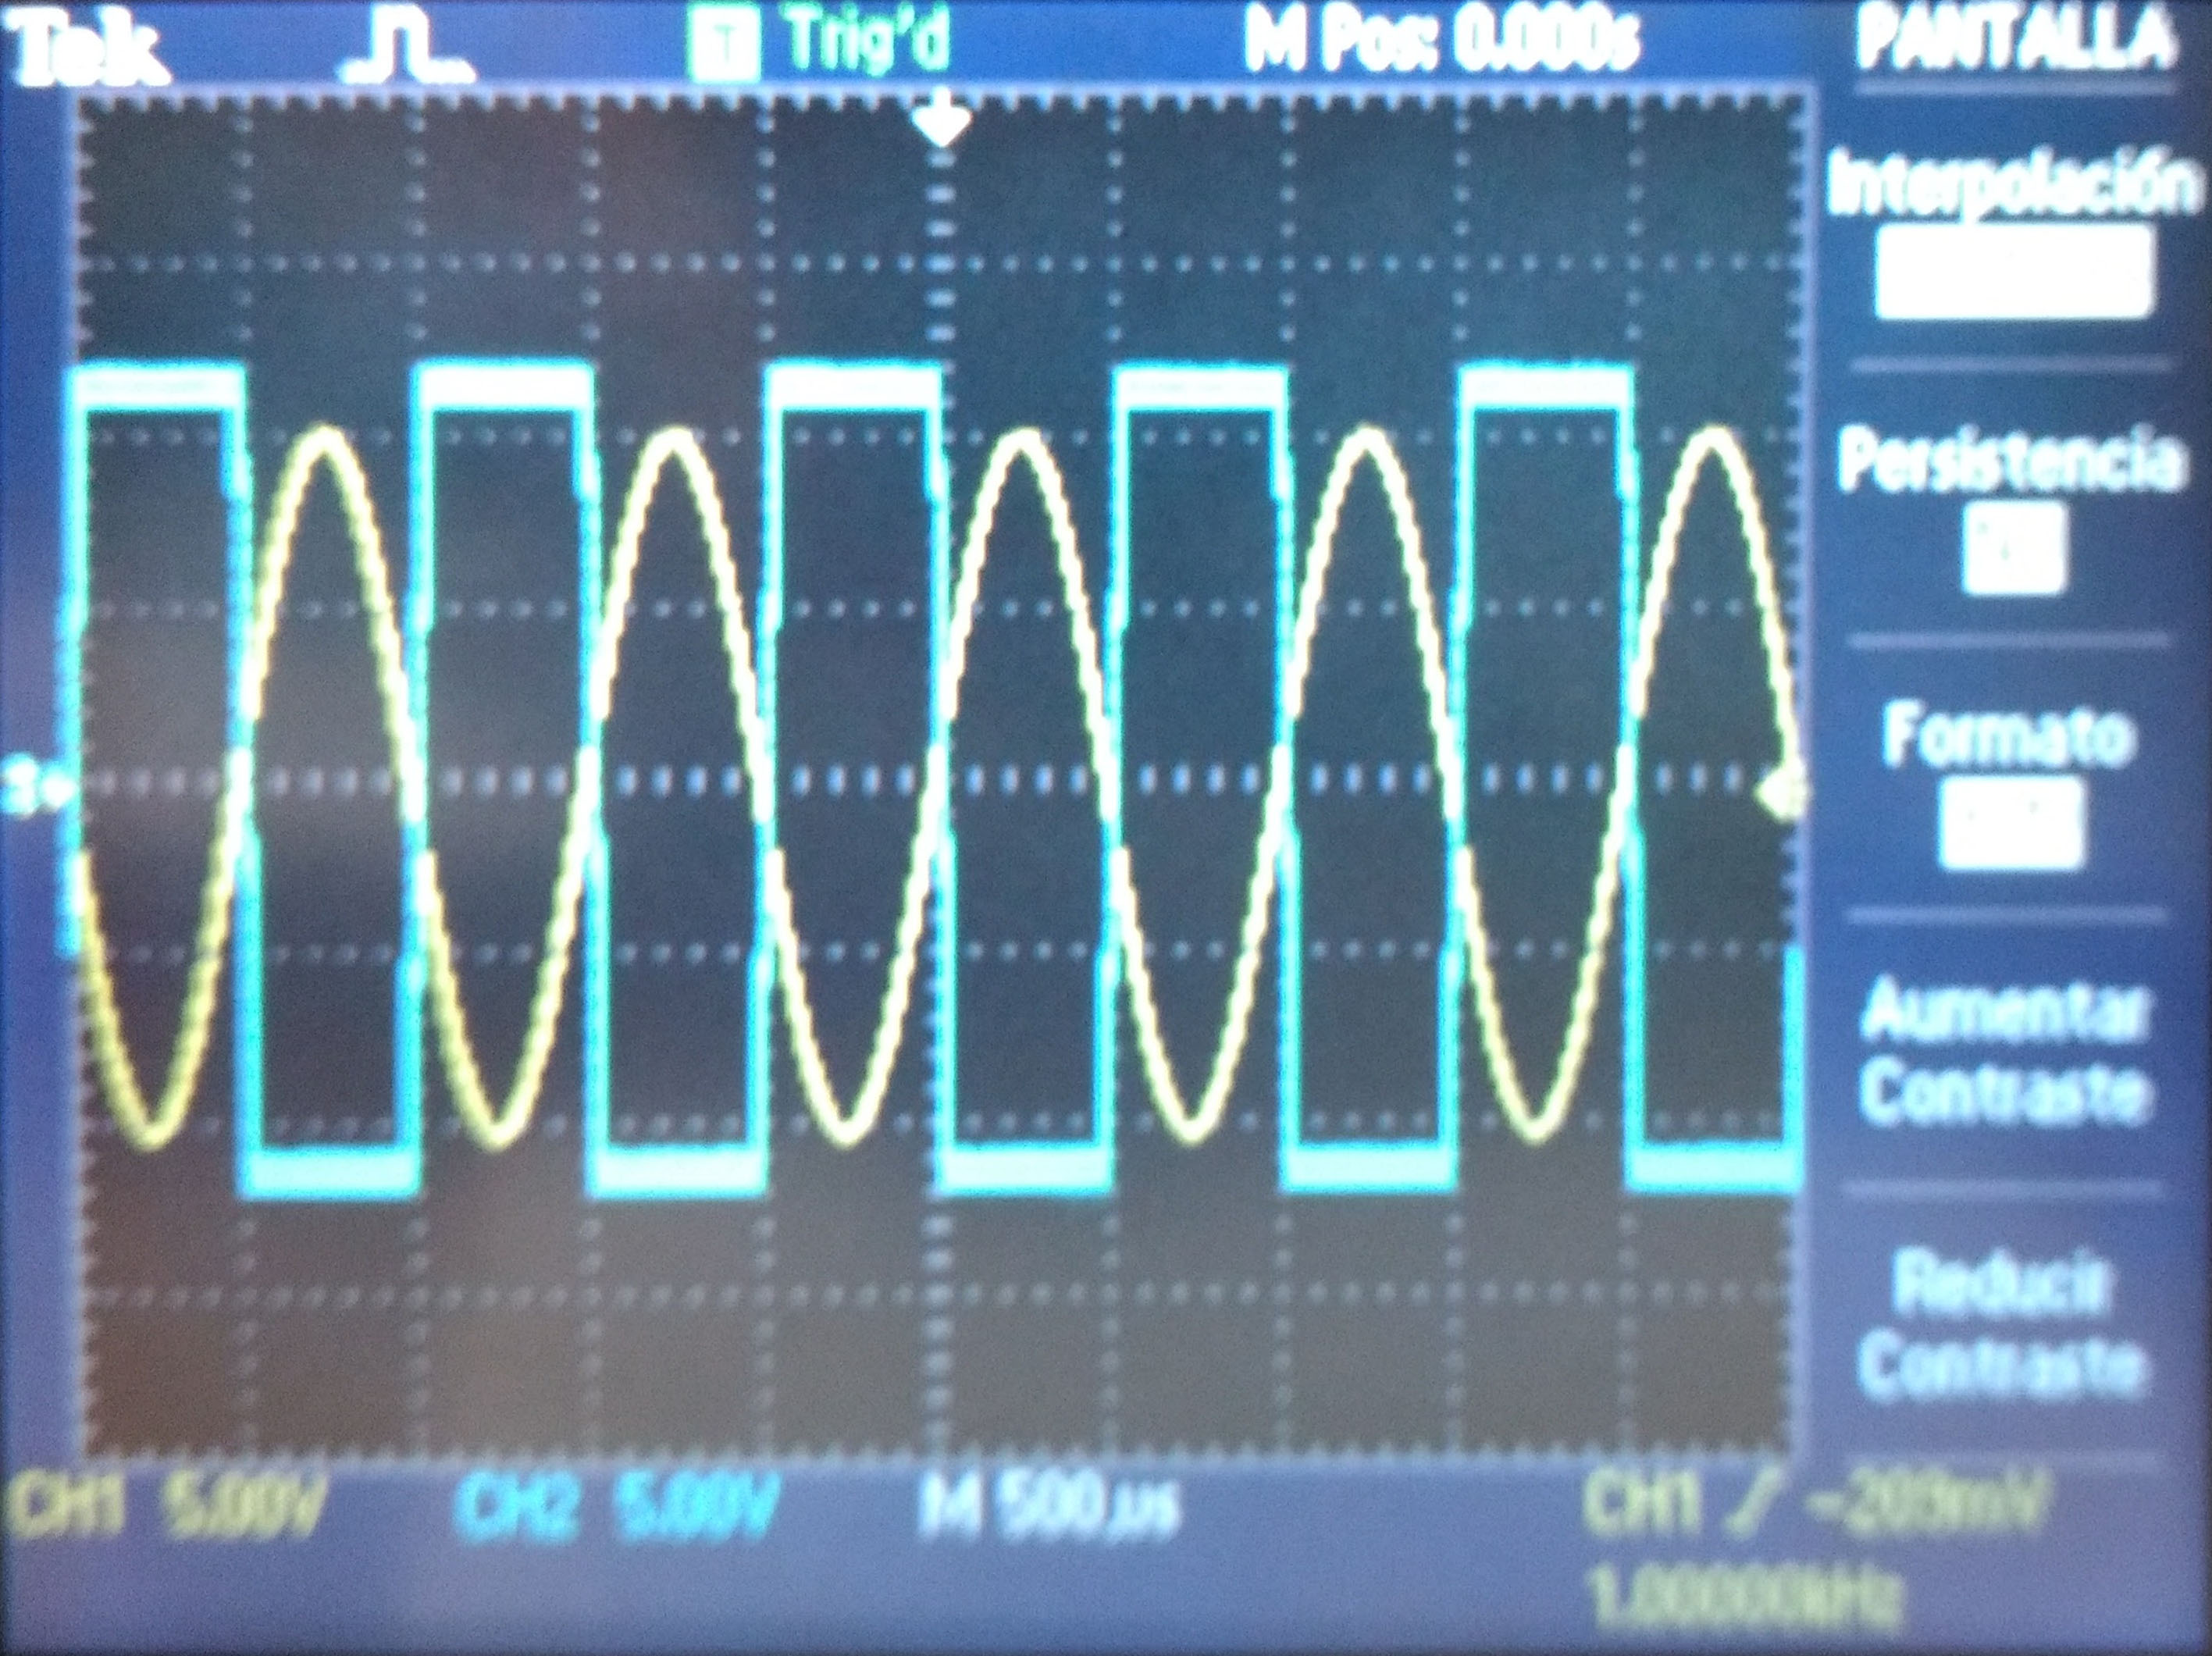 Tek T Trig'd M Pos: 0.000s PANTALLA
Interpolación
Persistencia
Formato
Aumentar
Contraste
Reducir
Contraste
CH1 5.00V CH2 5.00V M 500µs CH1 -209mV
1.00000kHz